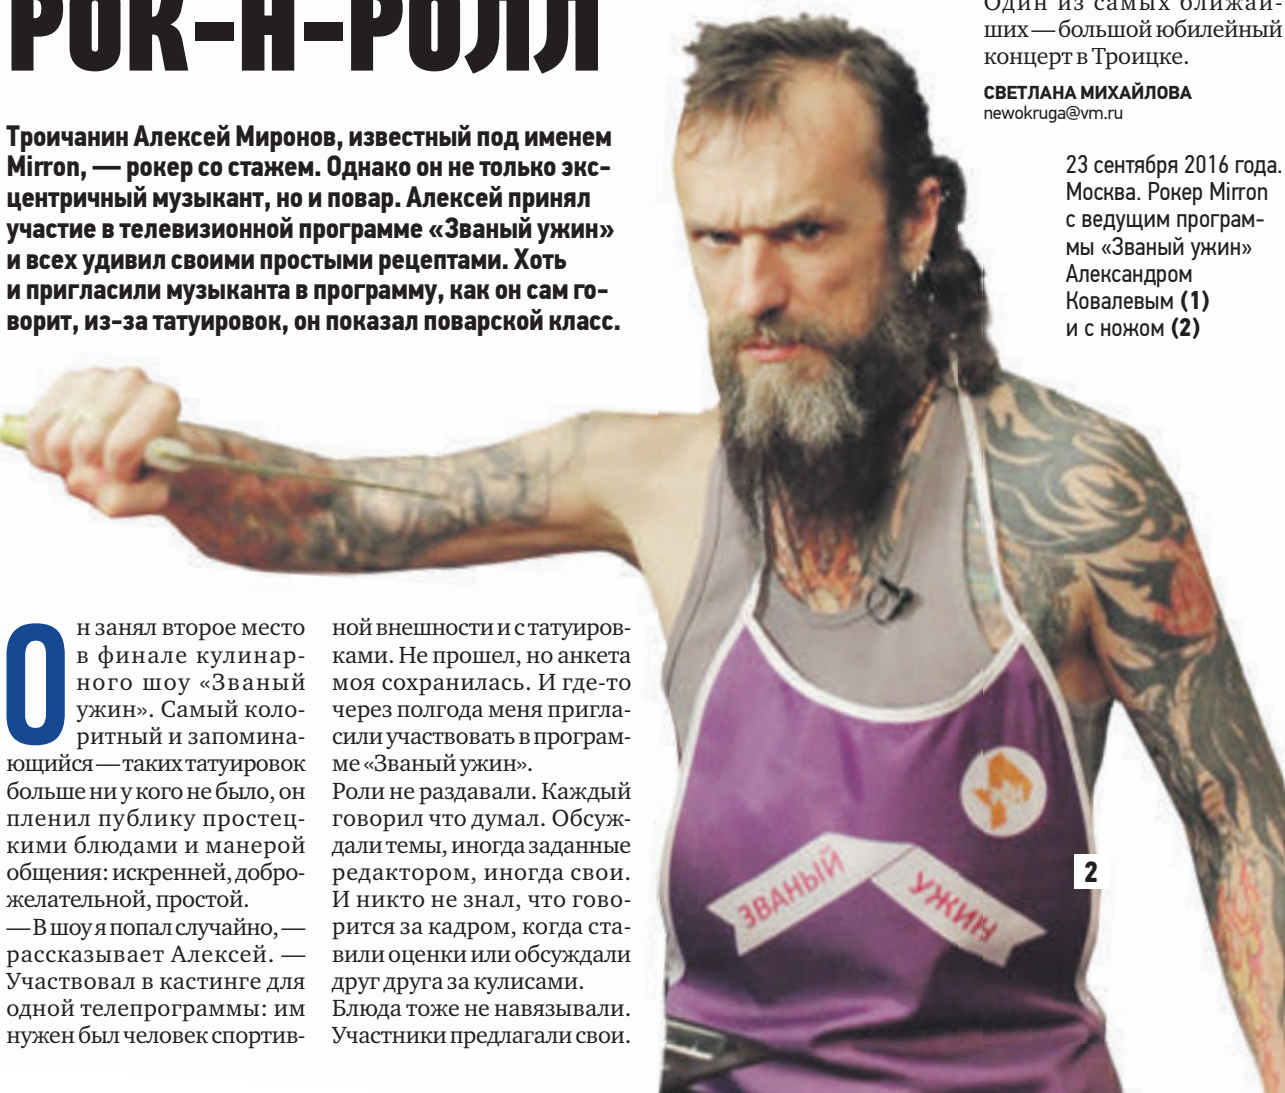 РОК-Н-РОЛЛ
Троичанин Алексей Миронов, известный под именем
Mirron, — рокер со стажем. Однако он не только экс-
центричный музыкант, но и повар. Алексей принял
участие в телевизионной программе «Званый ужин»
и всех удивил своими простыми рецептами. Хоть
и пригласили музыканта в программу, как он сам го-
ворит, из-за татуировок, он показал поварской класс.
Он занял второе место
в финале кулинар-
ного шоу «Званый
ужин». Самый коло-
ритный и запомина-
ющийся — таких татуировок
больше ни у кого не было, он
пленил публику простец-
кими блюдами и манерой
общения: искренней, добро-
желательной, простой.
— В шоу я попал случайно, —
рассказывает Алексей. —
Участвовал в кастинге для
одной телепрограммы: им
нужен был человек спортив-
ной внешности и с татуиров-
ками. Не прошел, но анкета
моя сохранилась. И где-то
через полгода меня пригла-
сили участвовать в програм-
ме «Званый ужин».
Роли не раздавали. Каждый
говорил что думал. Обсуж-
дали темы, иногда заданные
редактором, иногда свои.
И никто не знал, что гово-
рится за кадром, когда ста-
вили оценки или обсуждали
друг друга за кулисами.
Блюда тоже не навязывали.
Участники предлагали свои.
Один из самых ближай-
ших — большой юбилейный
концерт в Троицке.
СВЕТЛАНА МИХАЙЛОВА
newokruga@vm.ru
23 сентября 2016 года.
Москва. Рокер Mirron
с ведущим програм-
мы «Званый ужин»
Александром
Ковалевым (1)
и с ножом (2)
ЗВАНЫЙ
УЖИН
2